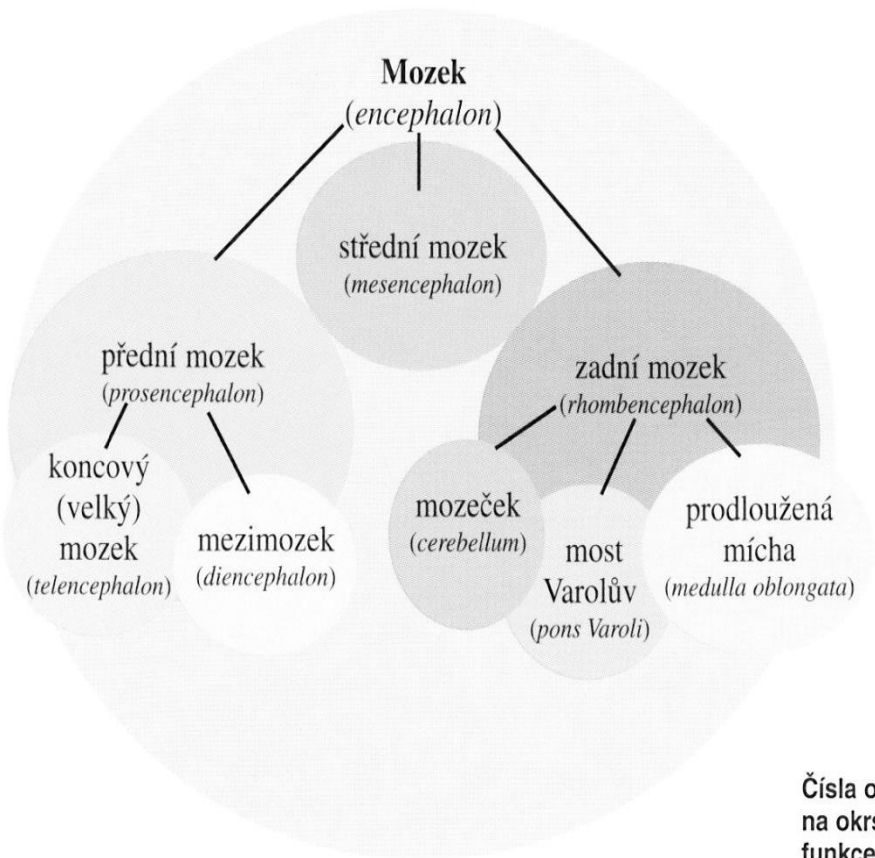 Mozek
(encephalon)
střední mozek
(mesencephalon)
přední mozek
(prosencephalon)
zadní mozek
(rhombencephalon)
koncový
(velký)
mozek
(telencephalon)
mezimozek
(diencephalon)
mozeček
(cerebellum)
most
Varolův
(pons Varoli)
prodloužená
mícha
(medulla oblongata)
Čísla o
na okrs
funkce